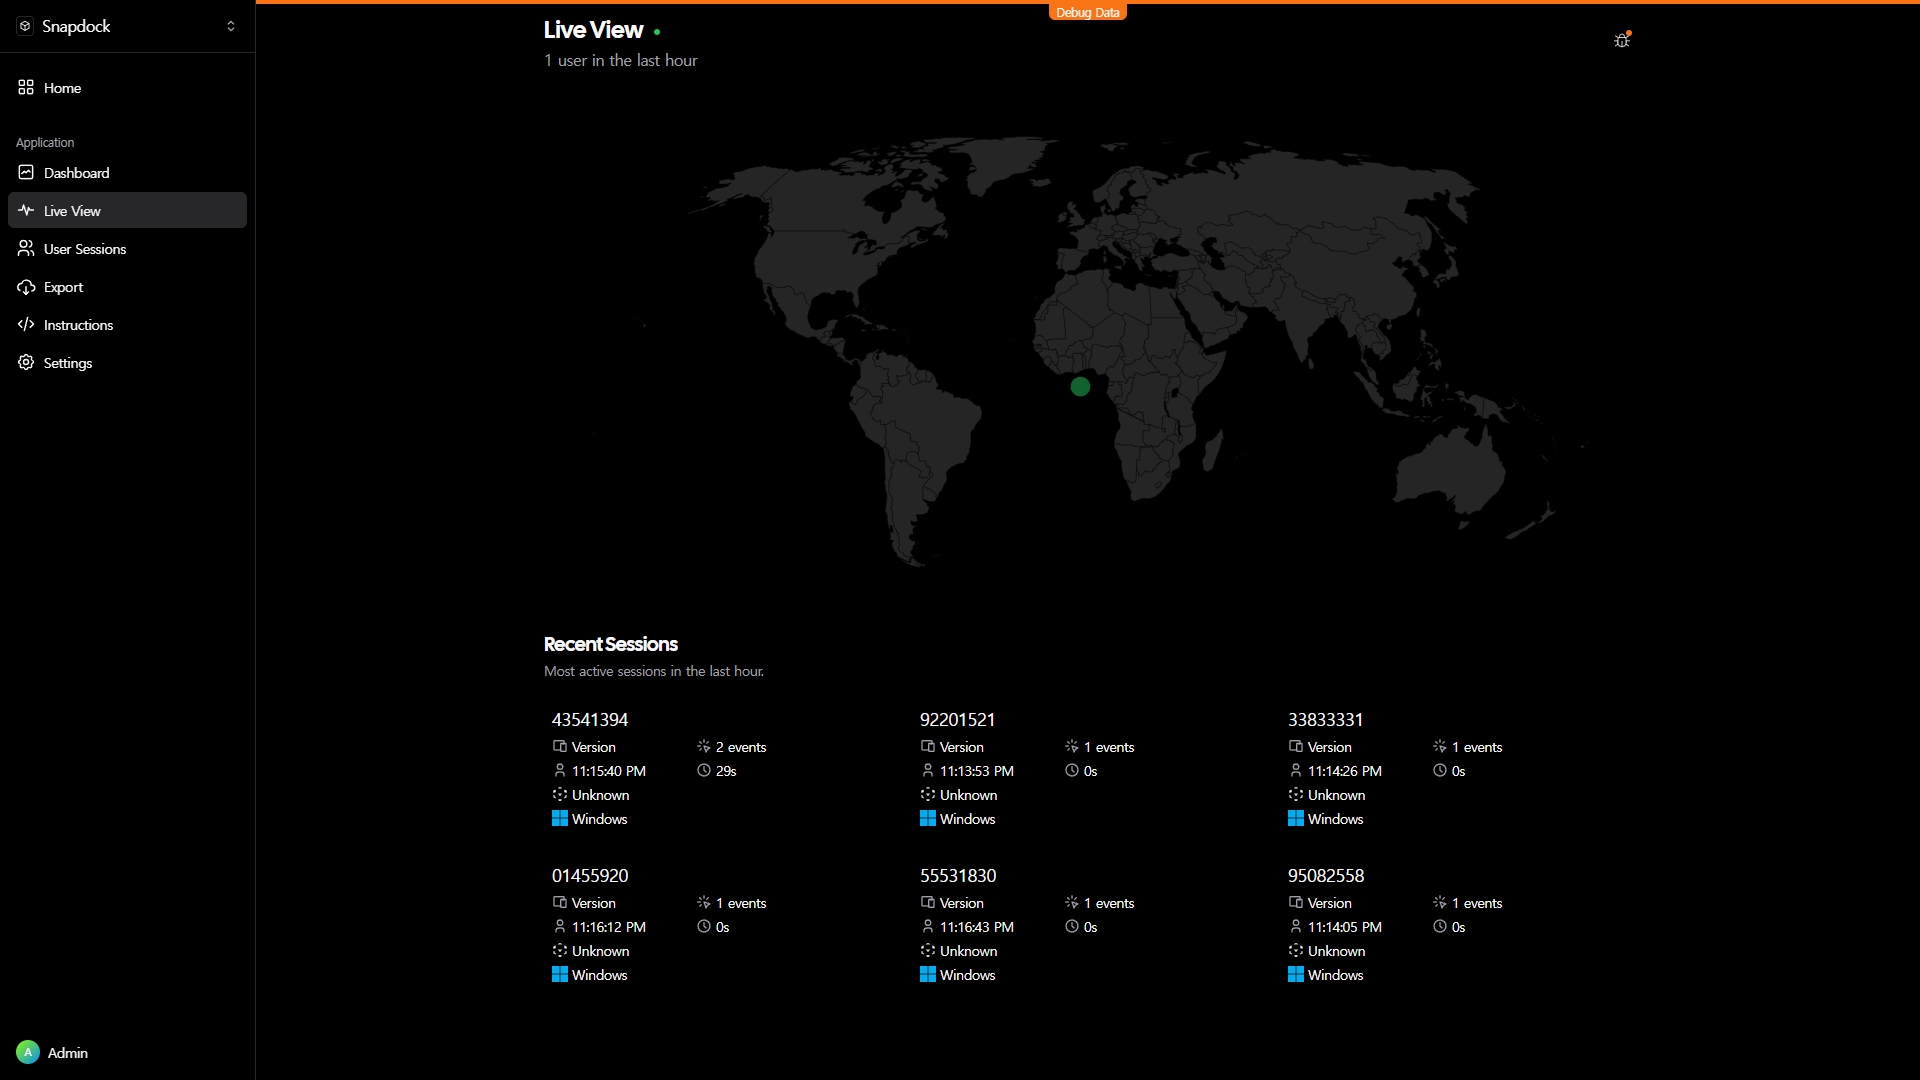 Snapdock
Home
Application
Dashboard
Live View
User Sessions
Export
Instructions
Settings
A
Admin
Debug Data
Live View
1 user in the last hour
Recent Sessions
Most active sessions in the last hour.
43541394
Version
2 events
11:15:40 PM
29s
Unknown
Windows
92201521
Version
1 events
11:13:53 PM
0s
Unknown
Windows
33833331
Version
1 events
11:14:26 PM
0s
Unknown
Windows
01455920
Version
1 events
11:16:12 PM
0s
Unknown
Windows
55531830
Version
1 events
11:16:43 PM
0s
Unknown
Windows
95082558
Version
1 events
11:14:05 PM
0s
Unknown
Windows